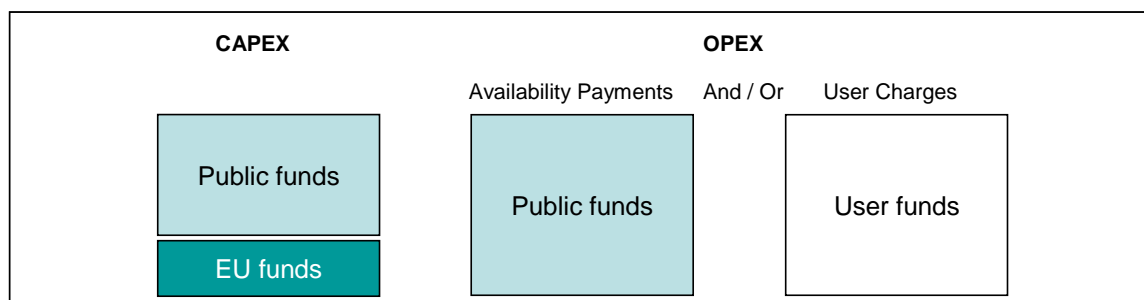 CAPEX
OPEX
Availability Payments And / Or User Charges
Public funds
EU funds
Public funds
User funds